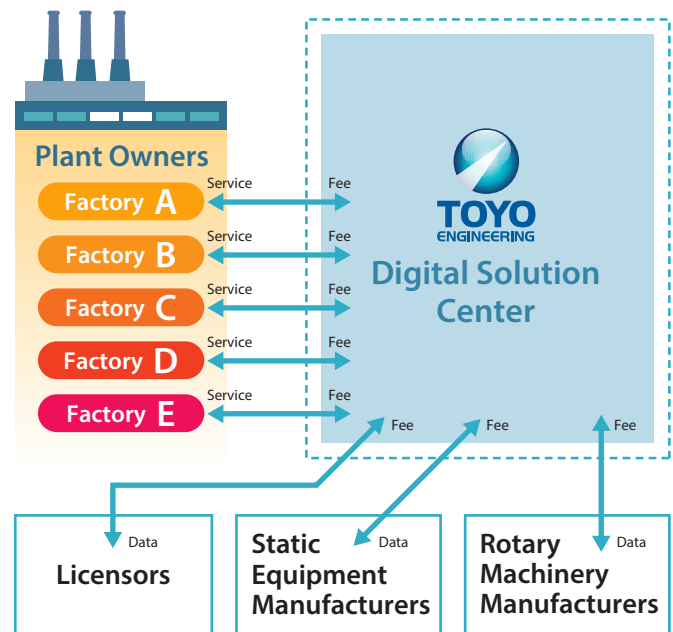 Plant Owners
Service
Fee
Factory A
Service
Fee
Factory B
Service
Fee
Factory C
Service
Fee
Factory D
Service
Fee
Factory E
TOYO
ENGINEERING
Digital Solution
Center
Fee
Fee
Fee
Data
Licensors
Data
Static
Equipment
Manufacturers
Data
Rotary
Machinery
Manufacturers